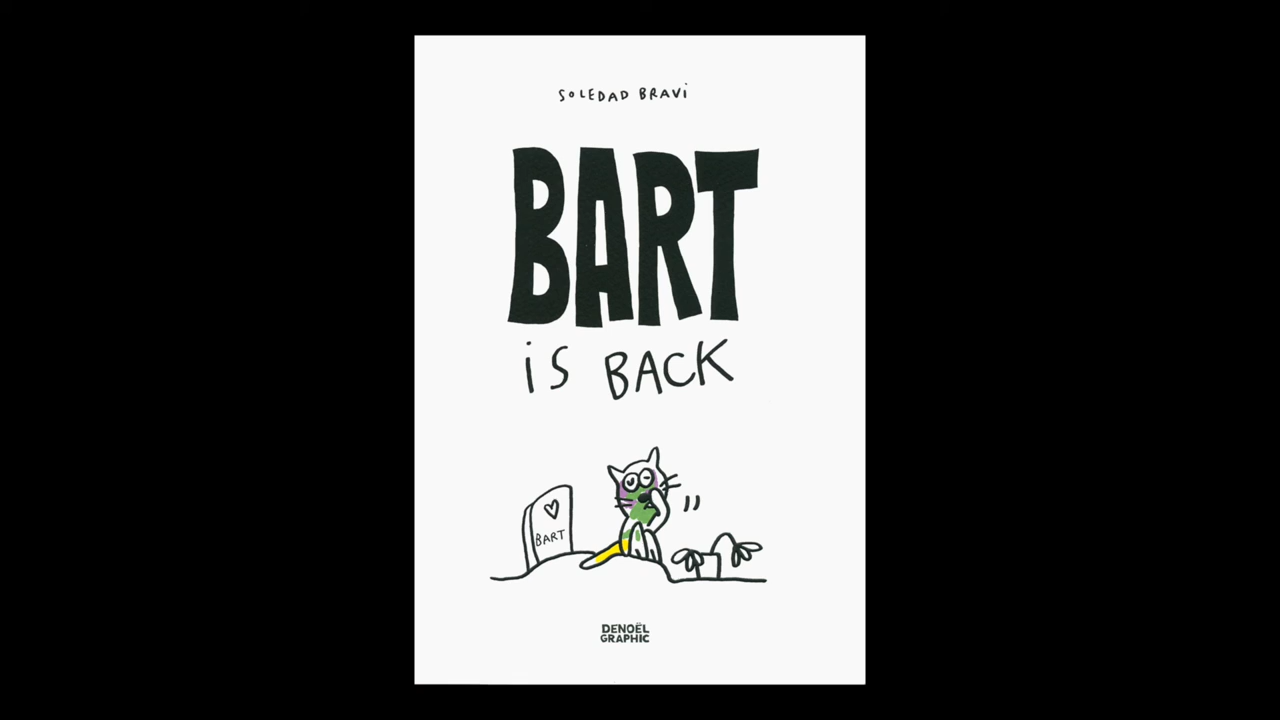 SOLEDAD BRAVi
BART
iS BACK
BART
DENOËL
GRAPHIC